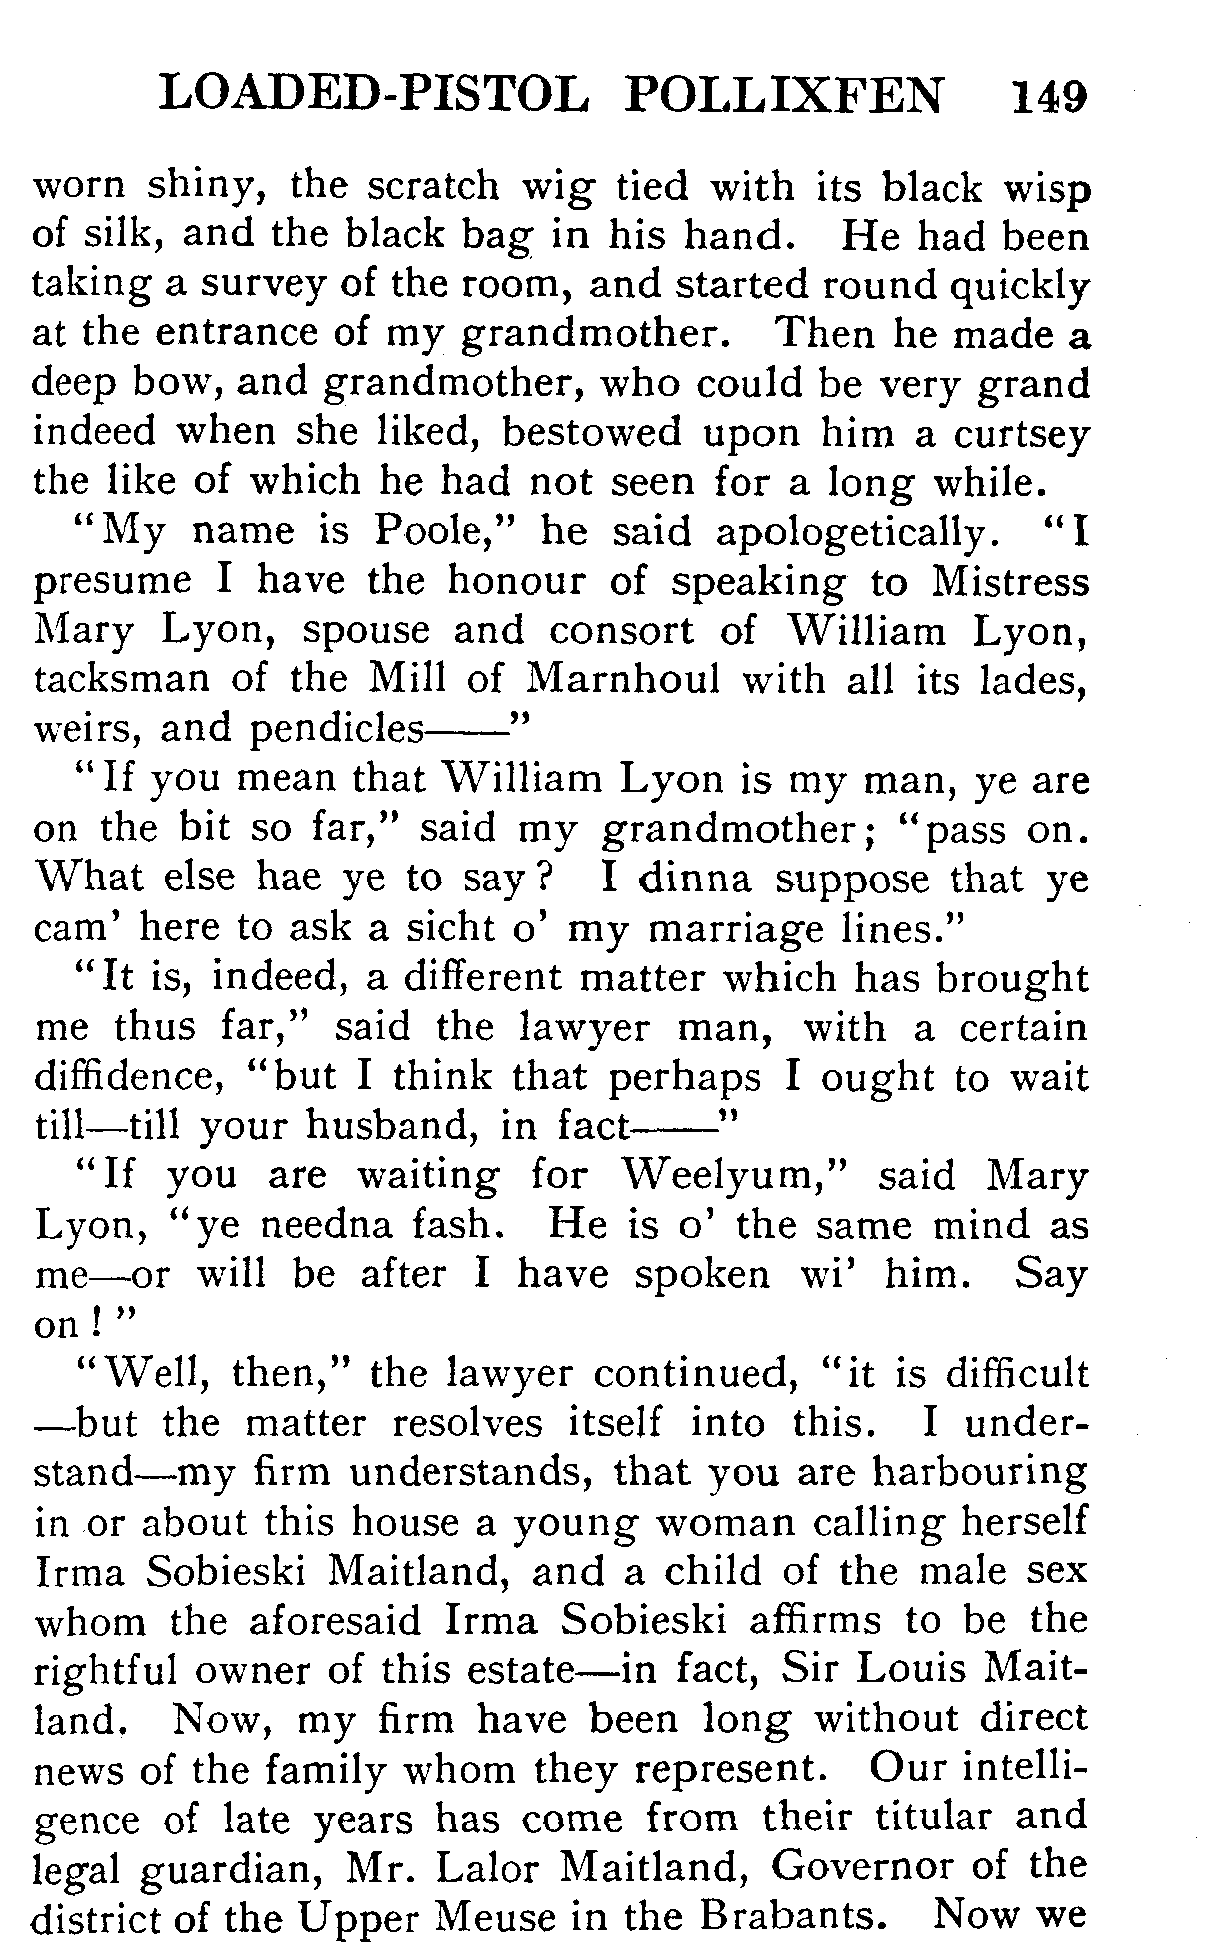 LOADED-PISTOL POLLIXFEN 149
worn shiny, the scratch wig tied with its black wisp
of silk, and the black bag in his hand. He had been
taking a survey of the room, and started round quickly
at the entrance of my grandmother. Then he made a
deep bow, and grandmother, who could be very grand
indeed when she liked, bestowed upon him a curtsey
the like of which he had not seen for a long while.
"My name is Poole," he said apologetically. "I
presume I have the honour of speaking to Mistress
Mary Lyon, spouse and consort of William Lyon,
tacksman of the Mill of Marnhoul with all its lades,
weirs, and pendicles——"
"If you mean that William Lyon is my man, ye are
on the bit so far," said my grandmother; "pass on.
What else hae ye to say? I dinna suppose that ye
cam' here to ask a sicht o' my marriage lines."
"It is, indeed, a different matter which has brought
me thus far," said the lawyer man, with a certain
diffidence, "but I think that perhaps I ought to wait
till—till your husband, in fact——"
"If you are waiting for Weelyum," said Mary
Lyon, "ye needna fash. He is o' the same mind as
me—or will be after I have spoken wi' him. Say
on!"
"Well, then," the lawyer continued, "it is difficult
—but the matter resolves itself into this. I under-
stand—my firm understands, that you are harbouring
in or about this house a young woman calling herself
Irma Sobieski Maitland, and a child of the male sex
whom the aforesaid Irma Sobieski affirms to be the
rightful owner of this estate—in fact, Sir Louis Mait-
land. Now, my firm have been long without direct
news of the family whom they represent. Our intelli-
gence of late years has come from their titular and
legal guardian, Mr. Lalor Maitland, Governor of the
district of the Upper Meuse in the Brabants. Now we